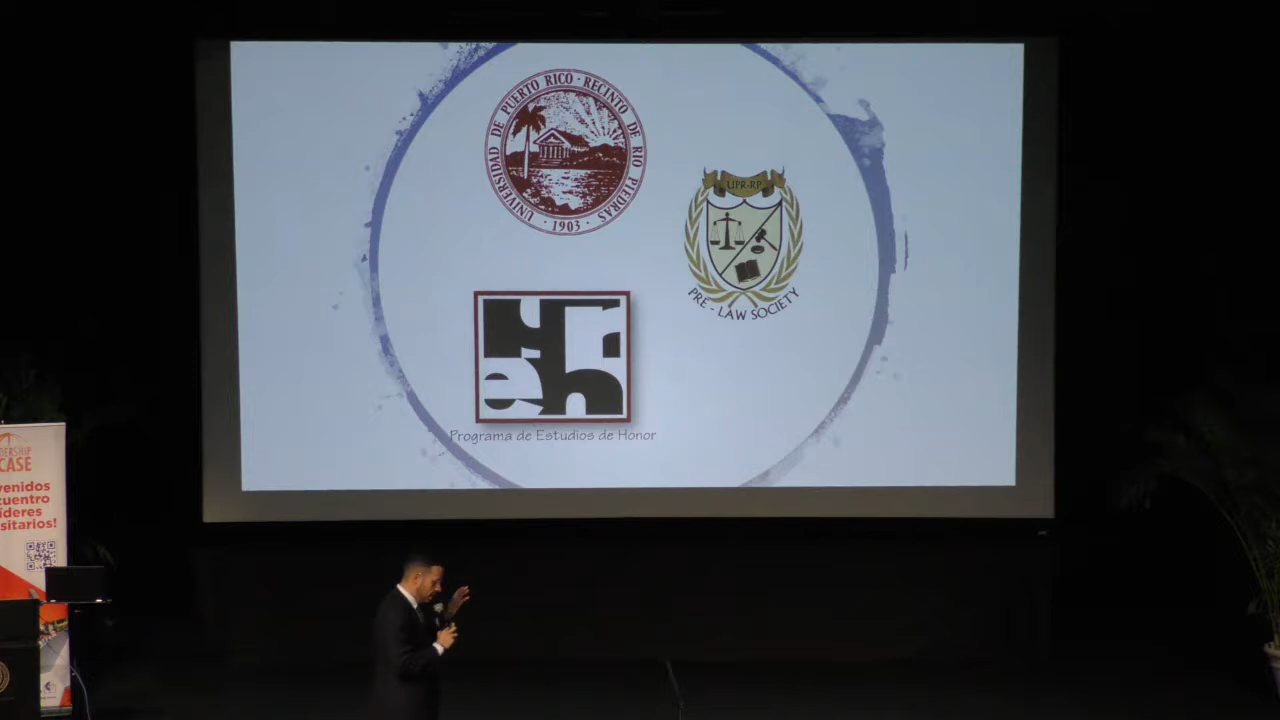 UNIVERSIDAD DE PUERTO RICO · RECINTO DE RIO PIEDRAS
· 1903 ·
UPR-RP
PRE - LAW SOCIETY
Programa de Estudios de Honor
DERSHIP
CASE
venidos
cuentro
íderes
sitarios!